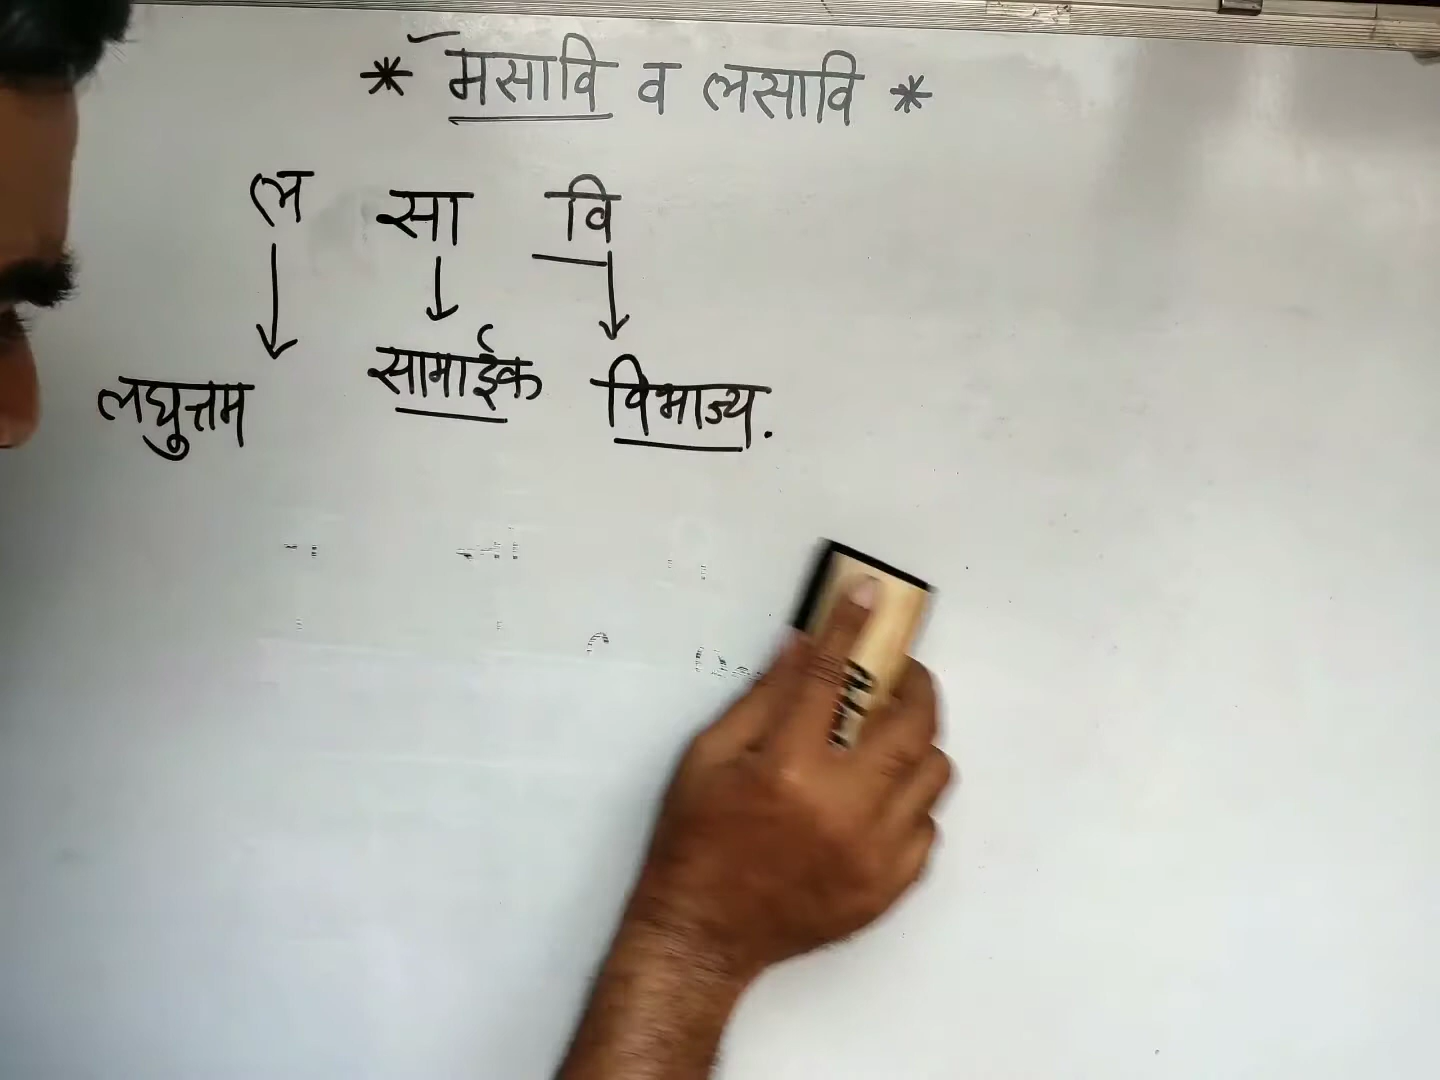 * मसावि व लसावि *
ल सा वि
लघुत्तम सामाईक विभाज्य.